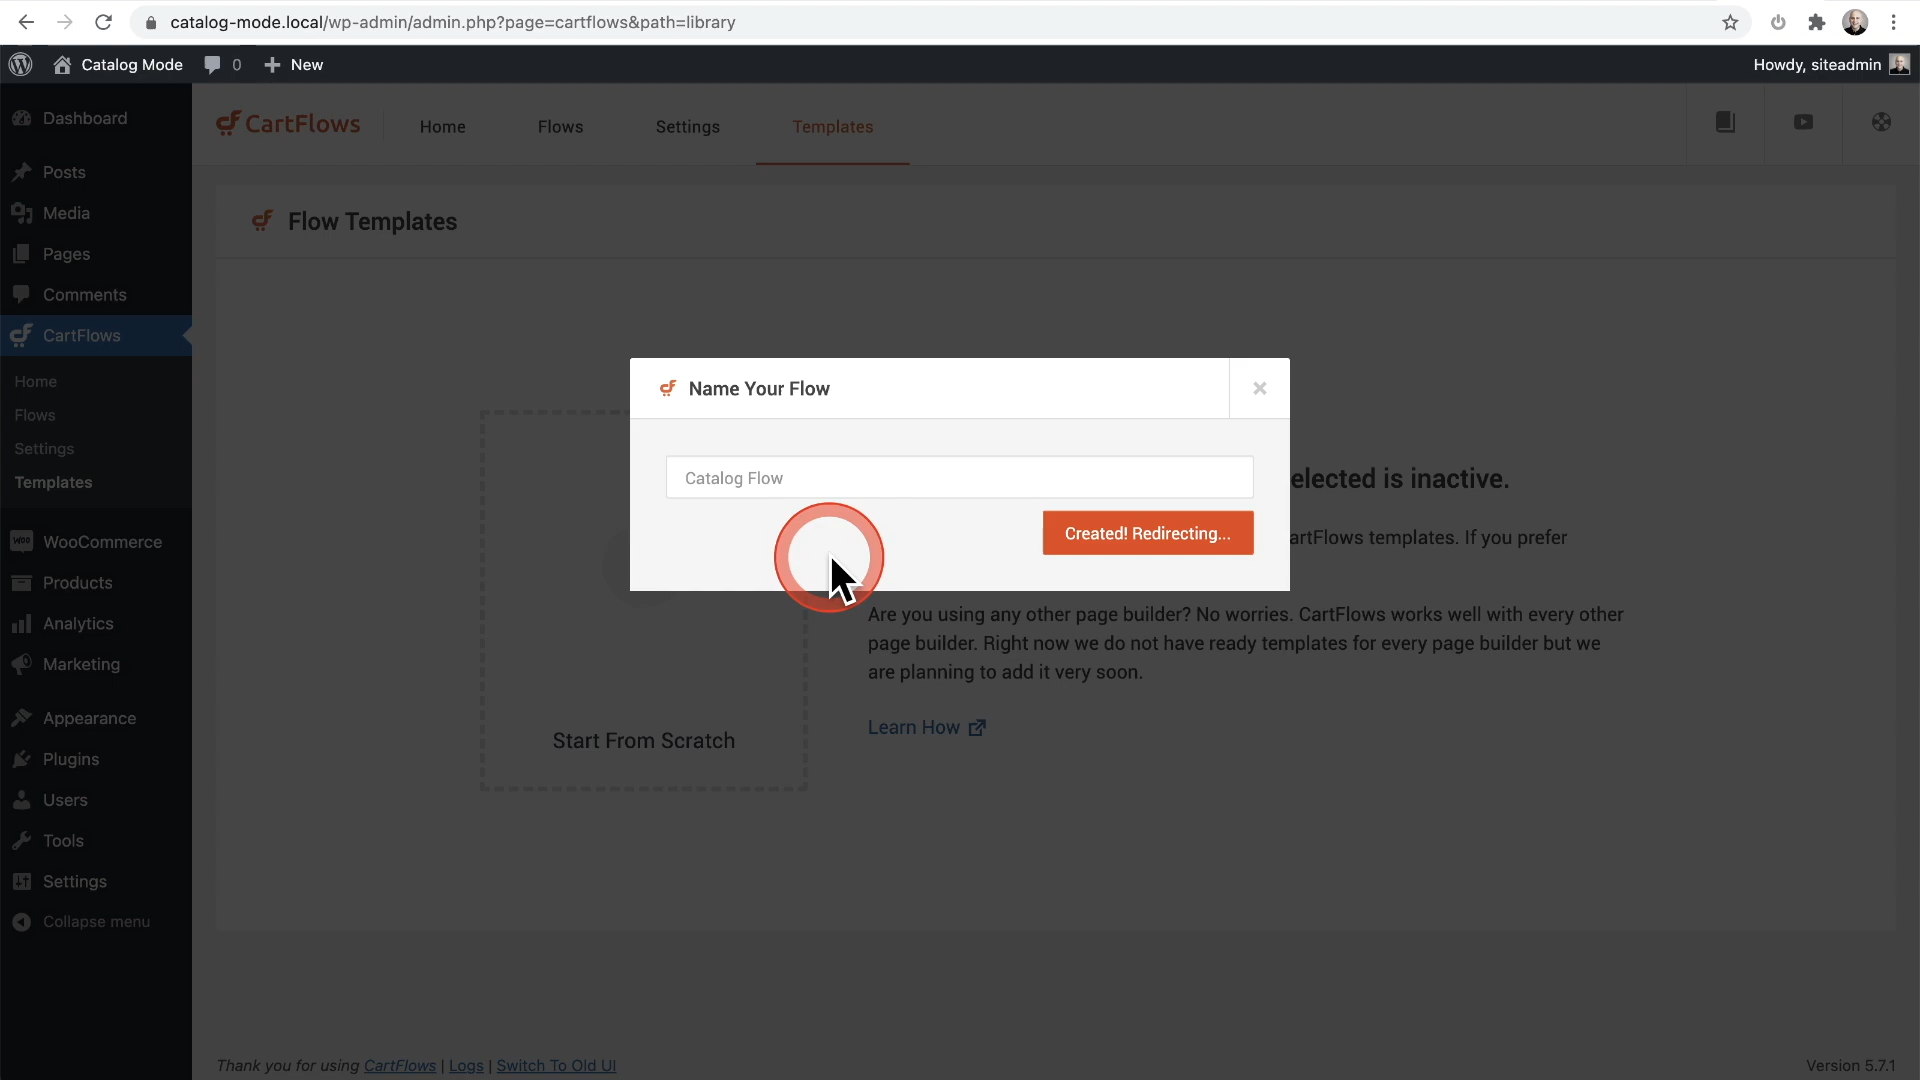 catalog-mode.local/wp-admin/admin.php?page=cartflows&path=library
Catalog Mode
0
New
Howdy, siteadmin
Dashboard
Posts
Media
Pages
Comments
CartFlows
Home
Flows
Settings
Templates
WooCommerce
Products
Analytics
Marketing
Appearance
Plugins
Users
Tools
Settings
Collapse menu
CartFlows
Home
Flows
Settings
Templates
Flow Templates
Name Your Flow
Catalog Flow
Created! Redirecting...
elected is inactive.
artFlows templates. If you prefer
Are you using any other page builder? No worries. CartFlows works well with every other
page builder. Right now we do not have ready templates for every page builder but we
are planning to add it very soon.
Learn How
Start From Scratch
Thank you for using CartFlows | Logs | Switch To Old UI
Version 5.7.1